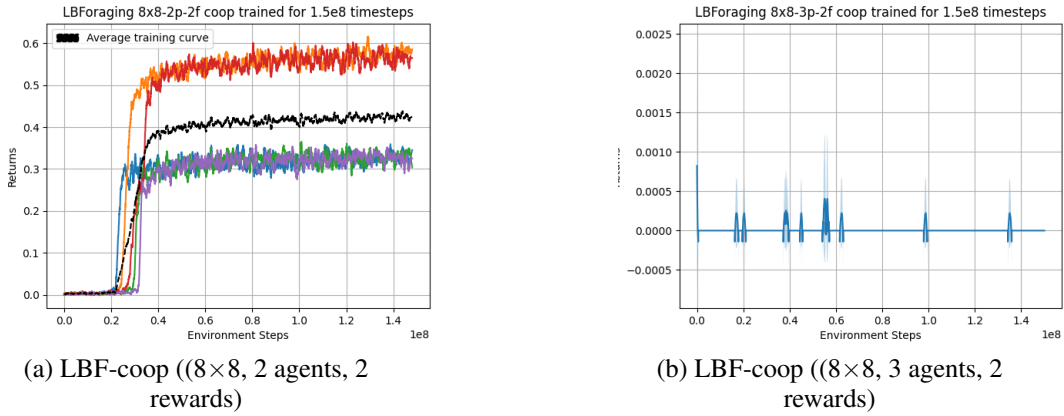 LBForaging 8x8-2p-2f coop trained for 1.5e8 timesteps
0.6
0.5
0.4
0.3
0.2
0.1
0.0
Returns
Average training curve
0.0 0.2 0.4 0.6 0.8 1.0 1.2 1.4
1e8
Environment Steps
(a) LBF-coop ((8×8, 2 agents, 2
rewards)
LBForaging 8x8-3p-2f coop trained for 1.5e8 timesteps
0.0025
0.0020
0.0015
0.0010
0.0005
0.0000
−0.0005
0.0 0.2 0.4 0.6 0.8 1.0 1.2 1.4
1e8
Environment Steps
(b) LBF-coop ((8×8, 3 agents, 2
rewards)